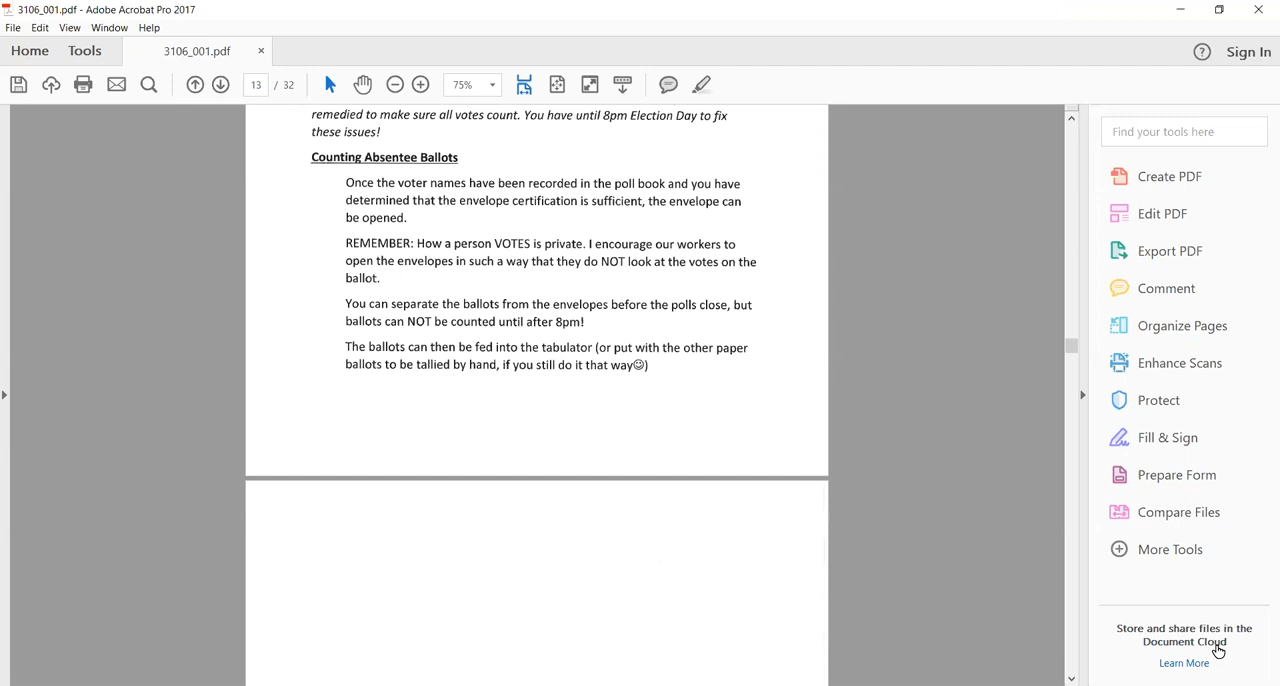 3106_001.pdf - Adobe Acrobat Pro 2017
File Edit View Window Help
Home Tools 3106_001.pdf × ? Sign In
13 / 32 75%
remedied to make sure all votes count. You have until 8pm Election Day to fix
these issues!
Counting Absentee Ballots
Once the voter names have been recorded in the poll book and you have
determined that the envelope certification is sufficient, the envelope can
be opened.
REMEMBER: How a person VOTES is private. I encourage our workers to
open the envelopes in such a way that they do NOT look at the votes on the
ballot.
You can separate the ballots from the envelopes before the polls close, but
ballots can NOT be counted until after 8pm!
The ballots can then be fed into the tabulator (or put with the other paper
ballots to be tallied by hand, if you still do it that way☺)
Find your tools here
Create PDF
Edit PDF
Export PDF
Comment
Organize Pages
Enhance Scans
Protect
Fill & Sign
Prepare Form
Compare Files
More Tools
Store and share files in the
Document Cloud
Learn More